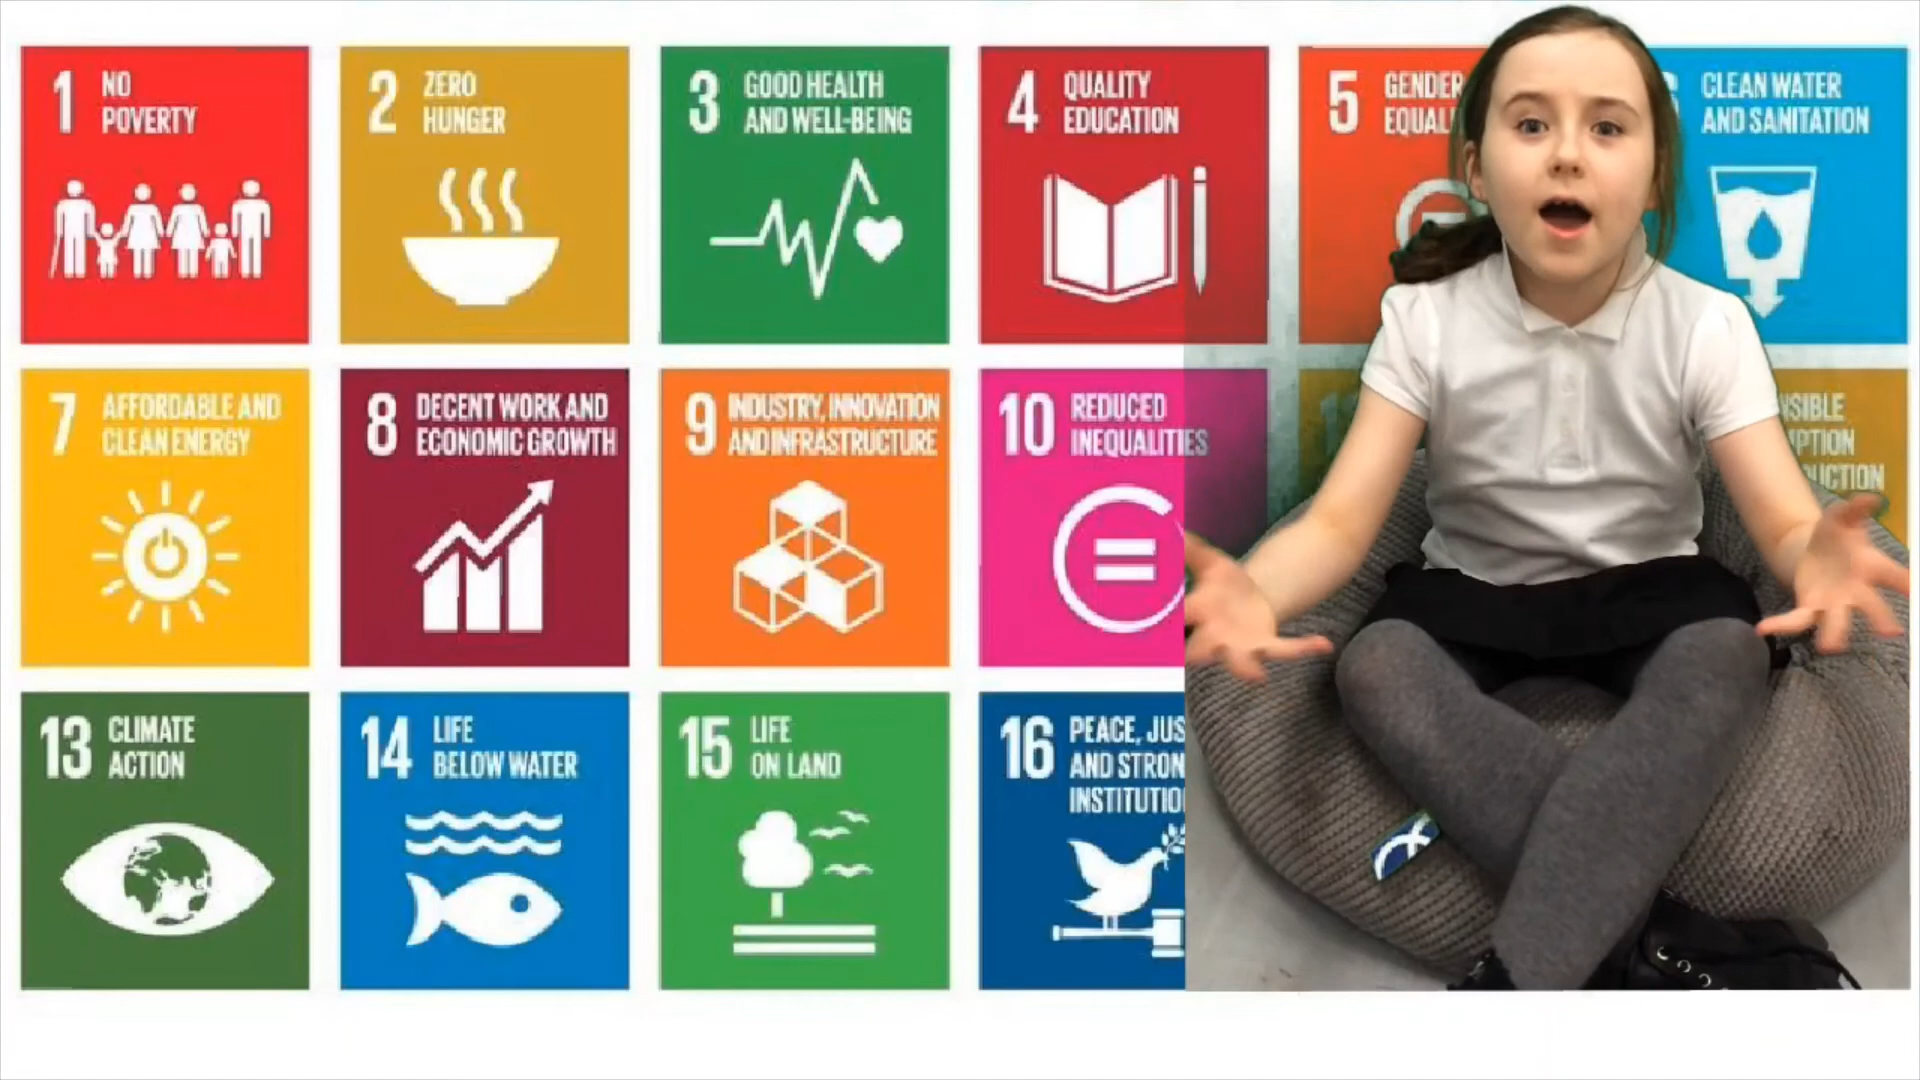 1 NO
POVERTY
2 ZERO
HUNGER
3 GOOD HEALTH
AND WELL-BEING
4 QUALITY
EDUCATION
5 GENDER
EQUALI
6 CLEAN WATER
AND SANITATION
7 AFFORDABLE AND
CLEAN ENERGY
8 DECENT WORK AND
ECONOMIC GROWTH
9 INDUSTRY, INNOVATION
AND INFRASTRUCTURE
10 REDUCED
INEQUALITIES
NSIBLE
MPTION
UCTION
13 CLIMATE
ACTION
14 LIFE
BELOW WATER
15 LIFE
ON LAND
16 PEACE, JUS
AND STRON
INSTITUTIO